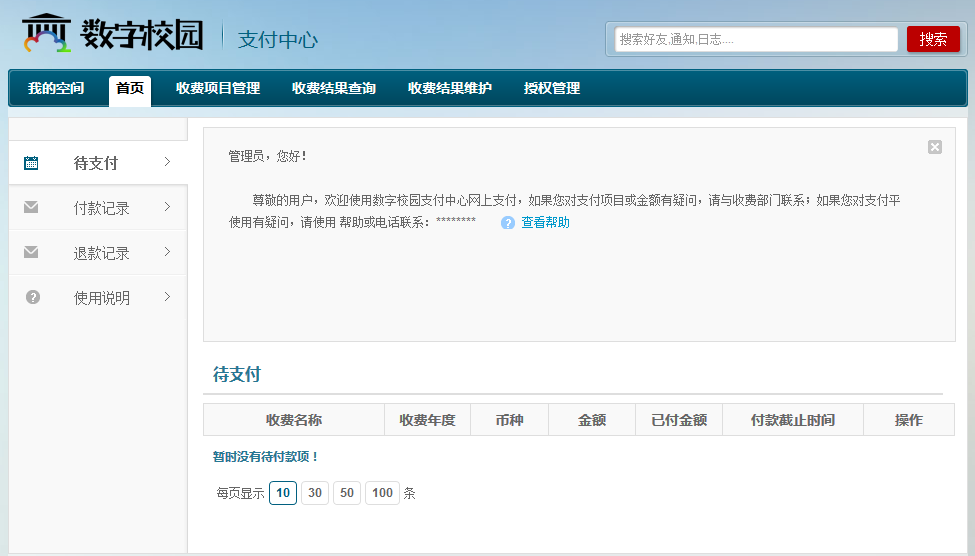 数字校园 支付中心
搜索好友,通知,日志.... 搜索
我的空间 首页 收费项目管理 收费结果查询 收费结果维护 授权管理
待支付
付款记录
退款记录
使用说明
管理员，您好！
尊敬的用户，欢迎使用数字校园支付中心网上支付，如果您对支付项目或金额有疑问，请与收费部门联系；如果您对支付平
使用有疑问，请使用 帮助或电话联系：******** ? 查看帮助
待支付
收费名称 收费年度 币种 金额 已付金额 付款截止时间 操作
暂时没有待付款项！
每页显示 10 30 50 100 条